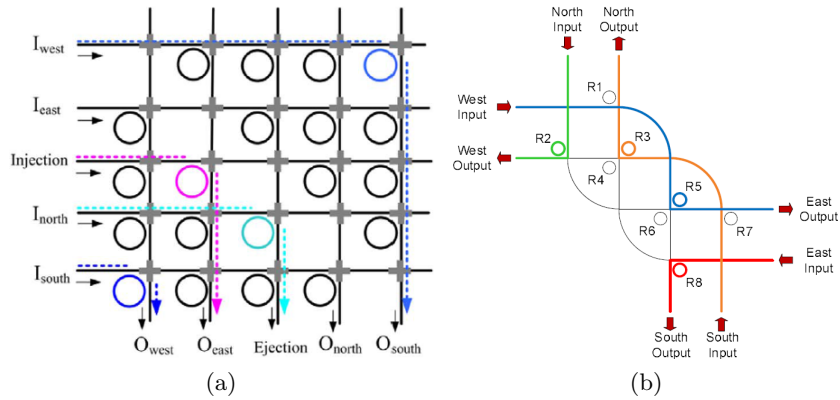 I_west
I_east
Injection
I_north
I_south
O_west O_east Ejection O_north O_south
(a)
North Input
North Output
West Input
West Output
R1
R2
R3
R4
R5
R6
R7
R8
East Output
East Input
South Output
South Input
(b)